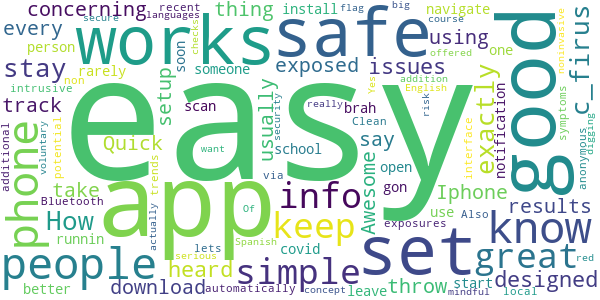 concerning
every
stay
track
additional
Bluetooth
How
runnin
people
better
download
phone
Quick
take
heard
rarely
person
thing
someone
recent
languages
secure
checks
works
setup
intrusive
non
voluntary
potential
trends
actually
scan
usually
easy
app
simple
automatically
via
Of
Spanish
lets
serious
concept
want
security
school
covid
leave
info
keep
safe
exposed
brah
really
install
flag
big
course
offered
addition
Yes
English
risk
navigate
using
issues
one
say
Clean
open
gon
Awesome
Iphone
use
exposures
Also
throw
start
mindful
local
set
great
know
designed
results
red
exactly
notification
Interface
good
c_firus
symptoms
anonymous
digging
noninvasive
soon